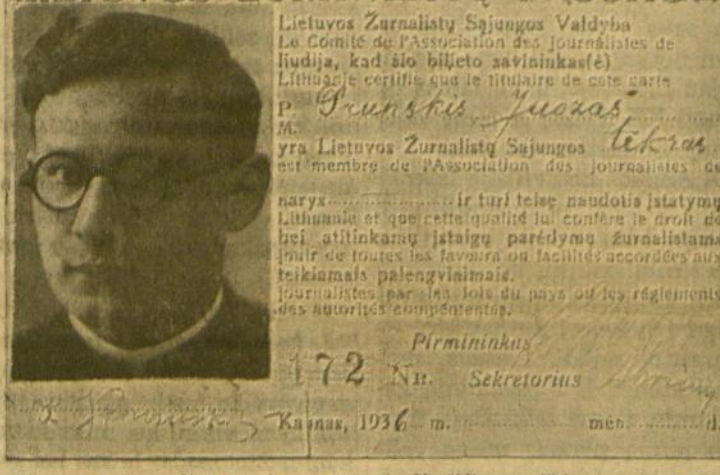 Lietuvos Žurnalistų Sąjungos Valdyba
Le Comité de l'Association des Journalistes de
liudija, kad šio bilieto savininkas(ė)
Lithuanie certifie que le titulaire de cete carte
P. Prunskis Juozas
M.
yra Lietuvos Žurnalistų Sąjungos tikras
est membre de l'Association des journalistes de
narys .................. ir turi teisę naudotis įstatymų
Lithuanie et que cette qualité lui confère le droit de
bei atitinkamų įstaigų parėdymų žurnalistams
jouir de toutes les faveurs ou facilités accordées aux
teikiamais palengvinimais.
journalistes par les lois du pays ou les réglements
des autorités compétentes.
Pirmininkas
172 Nr. Sekretorius
Kaunas, 1936 m. .................. mėn. .......... d.